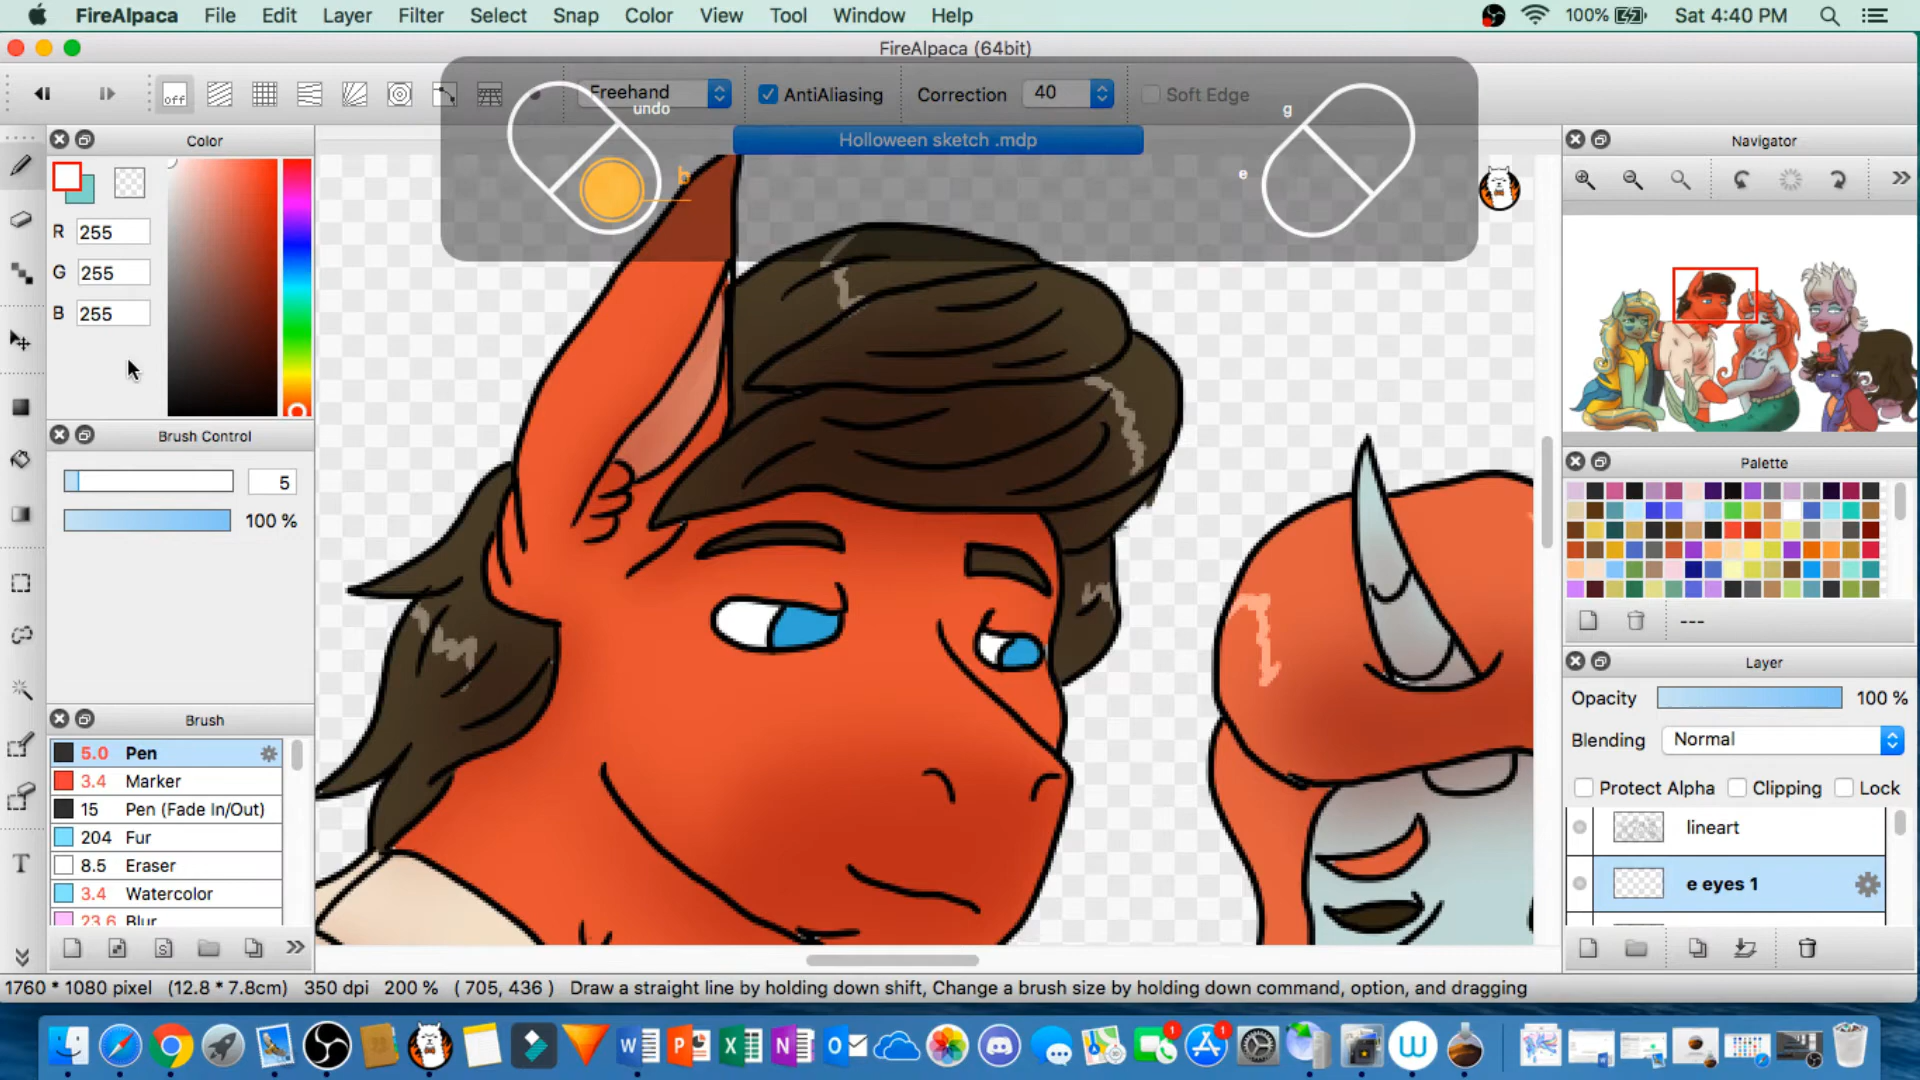 FireAlpaca File Edit Layer Filter Select Snap Color View Tool Window Help 100% Sat 4:40 PM
FireAlpaca (64bit)
off Freehand AntiAliasing Correction 40 Soft Edge
undo g
b e
Holloween sketch .mdp
Color
R 255
G 255
B 255
Brush Control
5
100 %
Brush
5.0 Pen
3.4 Marker
15 Pen (Fade In/Out)
204 Fur
8.5 Eraser
3.4 Watercolor
23.6 Blur
T
Navigator
Palette
---
Layer
Opacity 100 %
Blending Normal
Protect Alpha Clipping Lock
lineart
e eyes 1
1760 * 1080 pixel (12.8 * 7.8cm) 350 dpi 200 % ( 705, 436 ) Draw a straight line by holding down shift, Change a brush size by holding down command, option, and dragging
W P X N O 1 1 W